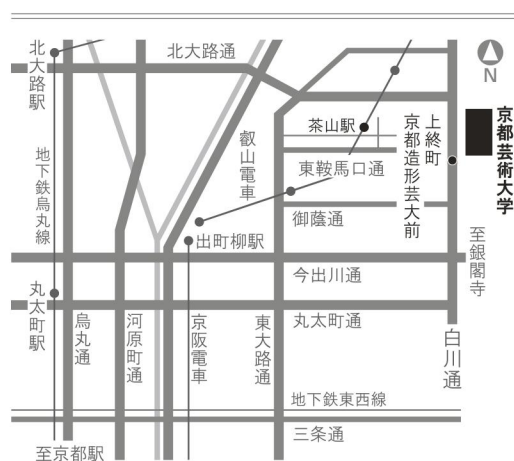 北大路通
北大路駅
N
京都芸術大学
茶山駅
上終町
京都造形芸大前
叡山電車
東鞍馬口通
地下鉄烏丸線
御蔭通
出町柳駅
至銀閣寺
今出川通
丸太町駅
烏丸通
河原町通
京阪電車
東大路通
丸太町通
白川通
地下鉄東西線
三条通
至京都駅